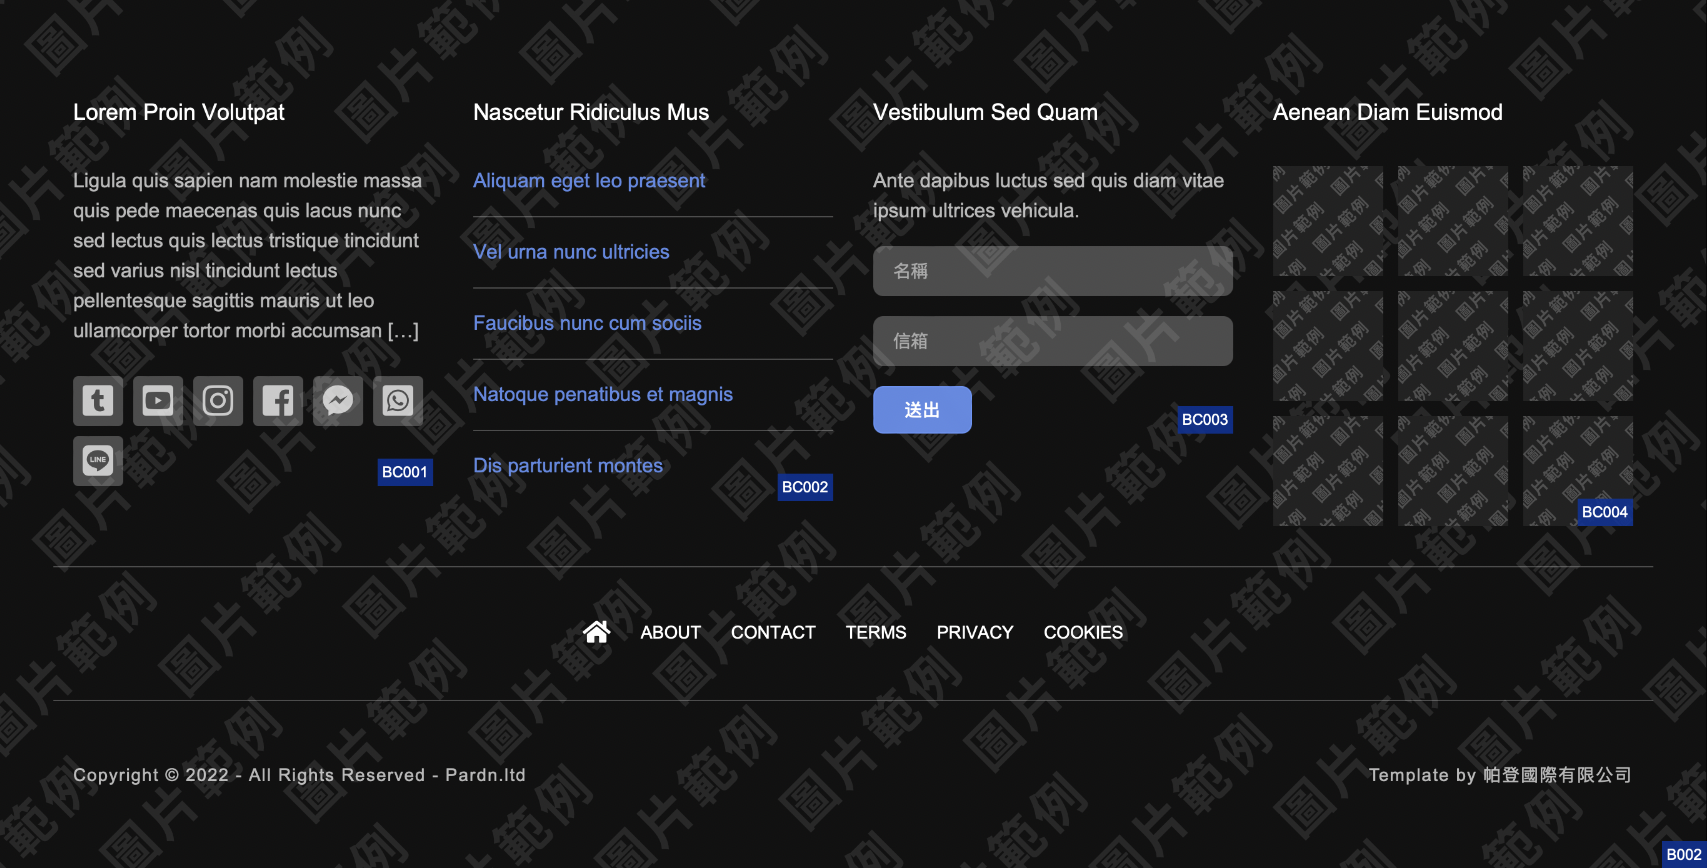 Lorem Proin Volutpat
Ligula quis sapien nam molestie massa
quis pede maecenas quis lacus nunc
sed lectus quis lectus tristique tincidunt
sed varius nisl tincidunt lectus
pellentesque sagittis mauris ut leo
ullamcorper tortor morbi accumsan […]
LINE
BC001
Nascetur Ridiculus Mus
Aliquam eget leo praesent
Vel urna nunc ultricies
Faucibus nunc cum sociis
Natoque penatibus et magnis
Dis parturient montes
BC002
Vestibulum Sed Quam
Ante dapibus luctus sed quis diam vitae
ipsum ultrices vehicula.
名稱
信箱
送出
BC003
Aenean Diam Euismod
圖片範例
BC004
ABOUT CONTACT TERMS PRIVACY COOKIES
Copyright © 2022 - All Rights Reserved - Pardn.ltd
Template by 帕登國際有限公司
B002